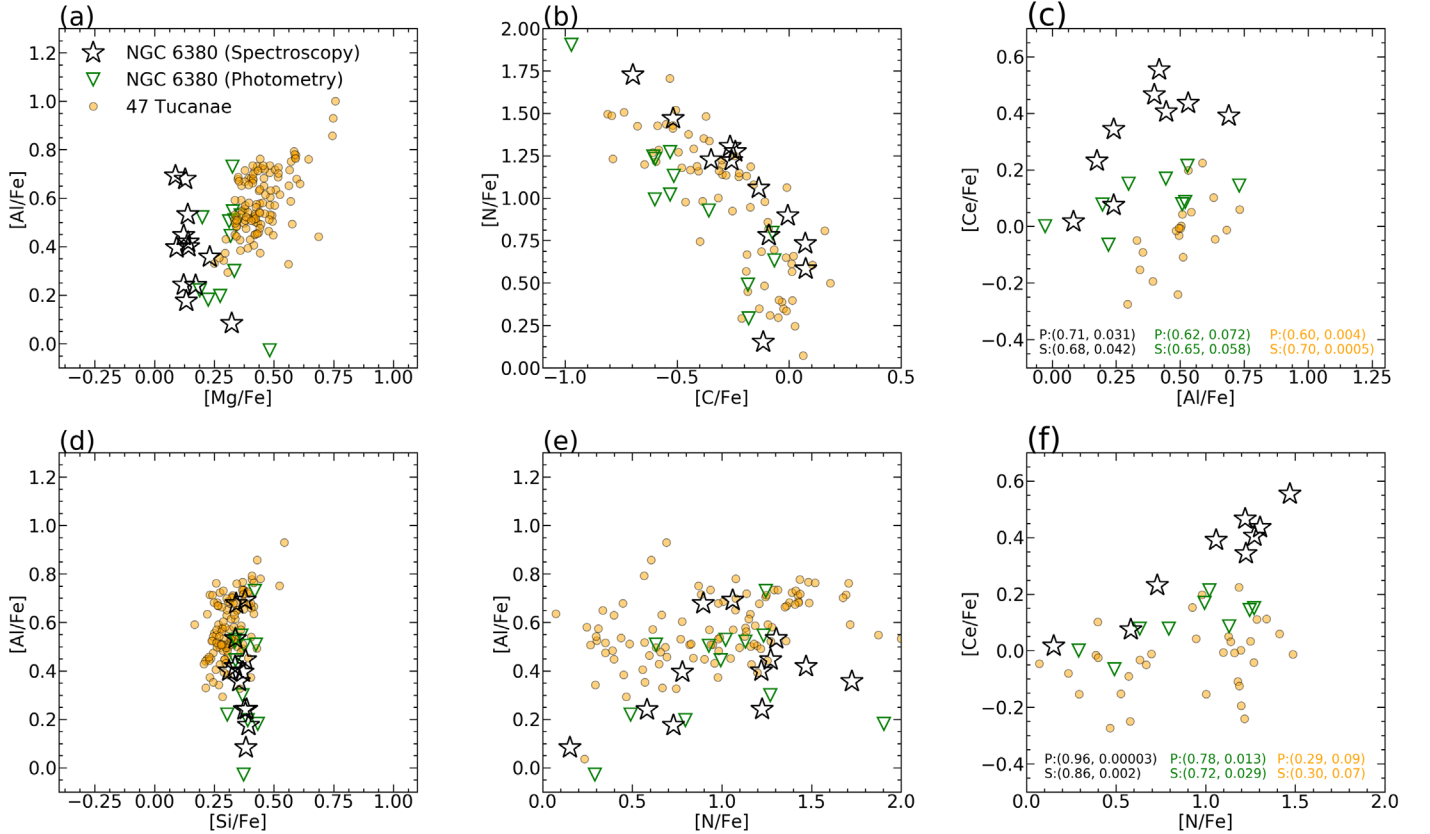 (a)
1.2
1.0
0.8
0.6
0.4
0.2
0.0
[Al/Fe]
NGC 6380 (Spectroscopy)
NGC 6380 (Photometry)
47 Tucanae
−0.25 0.00 0.25 0.50 0.75 1.00
[Mg/Fe]
(b)
2.00
1.75
1.50
1.25
1.00
0.75
0.50
0.25
0.00
[N/Fe]
−1.0 −0.5 0.0 0.5
[C/Fe]
(c)
0.6
0.4
0.2
0.0
−0.2
−0.4
[Ce/Fe]
P:(0.71, 0.031) P:(0.62, 0.072) P:(0.60, 0.004)
S:(0.68, 0.042) S:(0.65, 0.058) S:(0.70, 0.0005)
0.00 0.25 0.50 0.75 1.00 1.25
[Al/Fe]
(d)
1.2
1.0
0.8
0.6
0.4
0.2
0.0
[Al/Fe]
−0.25 0.00 0.25 0.50 0.75 1.00
[Si/Fe]
(e)
1.2
1.0
0.8
0.6
0.4
0.2
0.0
[Al/Fe]
0.0 0.5 1.0 1.5 2.0
[N/Fe]
(f)
0.6
0.4
0.2
0.0
−0.2
−0.4
[Ce/Fe]
P:(0.96, 0.00003) P:(0.78, 0.013) P:(0.29, 0.09)
S:(0.86, 0.002) S:(0.72, 0.029) S:(0.30, 0.07)
0.0 0.5 1.0 1.5 2.0
[N/Fe]